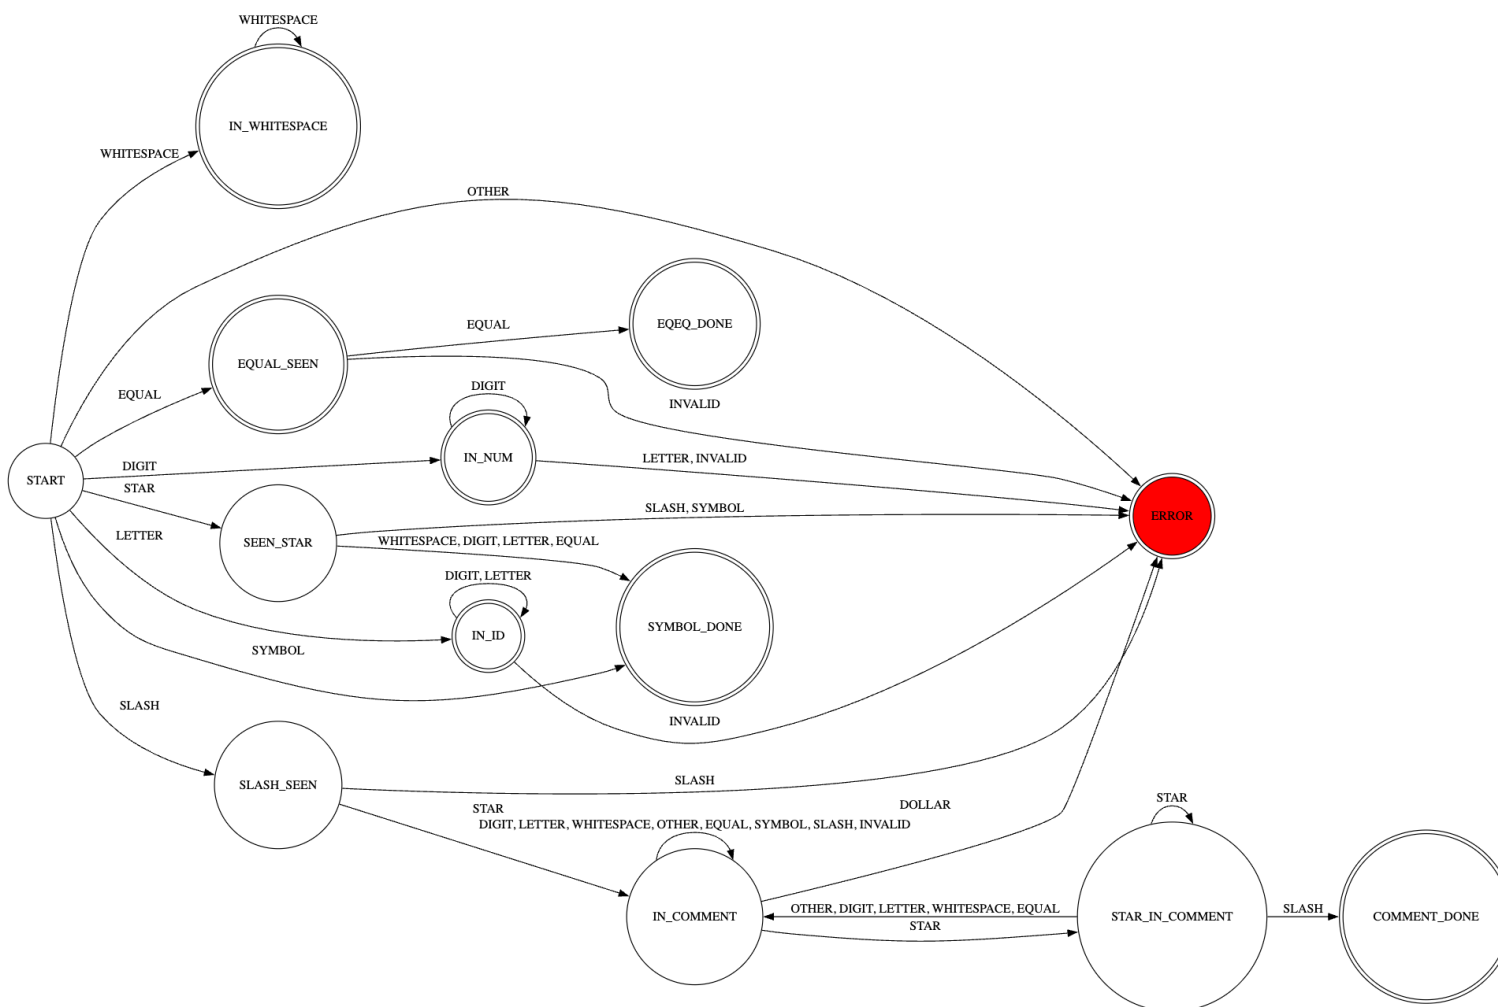 WHITESPACE
IN_WHITESPACE
WHITESPACE
OTHER
EQUAL
EQEQ_DONE
EQUAL_SEEN
EQUAL
INVALID
DIGIT
IN_NUM
LETTER, INVALID
START
DIGIT
STAR
SLASH, SYMBOL
ERROR
LETTER
SEEN_STAR
WHITESPACE, DIGIT, LETTER, EQUAL
DIGIT, LETTER
SYMBOL_DONE
IN_ID
SYMBOL
SLASH
INVALID
SLASH_SEEN
SLASH
STAR
DOLLAR
STAR
DIGIT, LETTER, WHITESPACE, OTHER, EQUAL, SYMBOL, SLASH, INVALID
IN_COMMENT
OTHER, DIGIT, LETTER, WHITESPACE, EQUAL
STAR
STAR_IN_COMMENT
SLASH
COMMENT_DONE